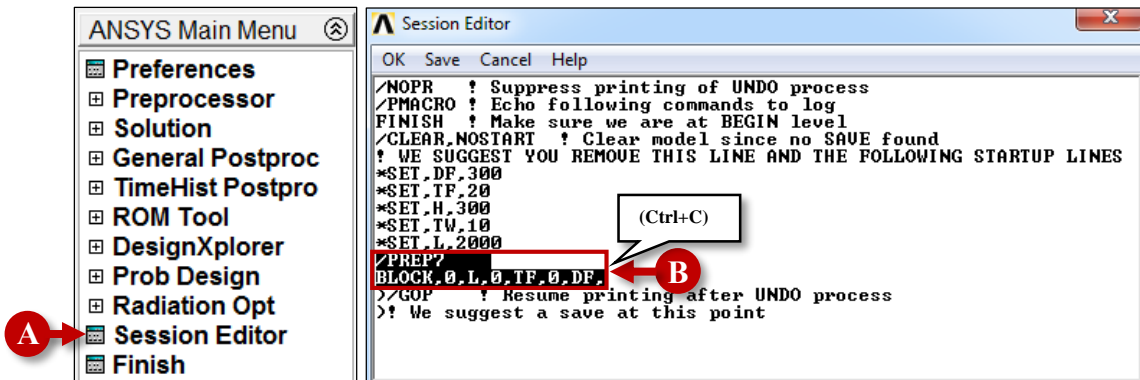 ANSYS Main Menu
Preferences
Preprocessor
Solution
General Postproc
TimeHist Postpro
ROM Tool
DesignXplorer
Prob Design
Radiation Opt
A
Session Editor
Finish
Session Editor
OK Save Cancel Help
/NOPR ! Suppress printing of UNDO process
/PMACRO ! Echo following commands to log
FINISH ! Make sure we are at BEGIN level
/CLEAR,NOSTART ! Clear model since no SAVE found
! WE SUGGEST YOU REMOVE THIS LINE AND THE FOLLOWING STARTUP LINES
*SET,DF,300
*SET,TF,20
*SET,H,300
*SET,TW,10
*SET,L,2000
(Ctrl+C)
/PREP7
BLOCK,0,L,0,TF,0,DF,
B
>/GOP ! Resume printing after UNDO process
>! We suggest a save at this point